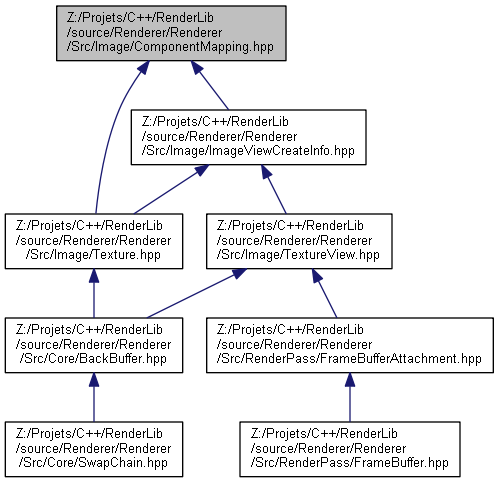 Z:/Projets/C++/RenderLib
/source/Renderer/Renderer
/Src/Image/ComponentMapping.hpp
Z:/Projets/C++/RenderLib
/source/Renderer/Renderer
/Src/Image/ImageViewCreateInfo.hpp
Z:/Projets/C++/RenderLib
/source/Renderer/Renderer
/Src/Image/Texture.hpp
Z:/Projets/C++/RenderLib
/source/Renderer/Renderer
/Src/Image/TextureView.hpp
Z:/Projets/C++/RenderLib
/source/Renderer/Renderer
/Src/Core/BackBuffer.hpp
Z:/Projets/C++/RenderLib
/source/Renderer/Renderer
/Src/RenderPass/FrameBufferAttachment.hpp
Z:/Projets/C++/RenderLib
/source/Renderer/Renderer
/Src/Core/SwapChain.hpp
Z:/Projets/C++/RenderLib
/source/Renderer/Renderer
/Src/RenderPass/FrameBuffer.hpp